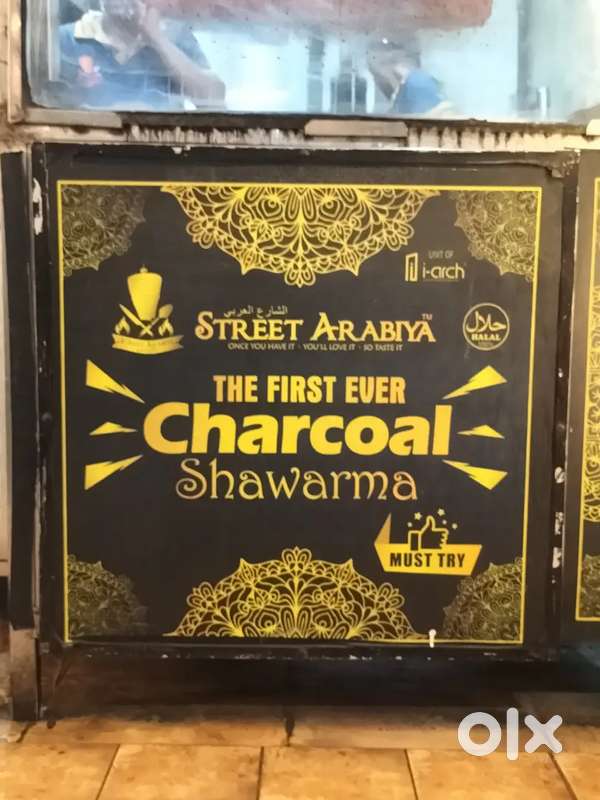 UNIT OF
i-arch
الشارع العربي
STREET ARABIYA™
ONCE YOU HAVE IT - YOU'LL LOVE IT - SO TASTE IT
حلال
HALAL
THE FIRST EVER
Charcoal
Shawarma
MUST TRY
olx